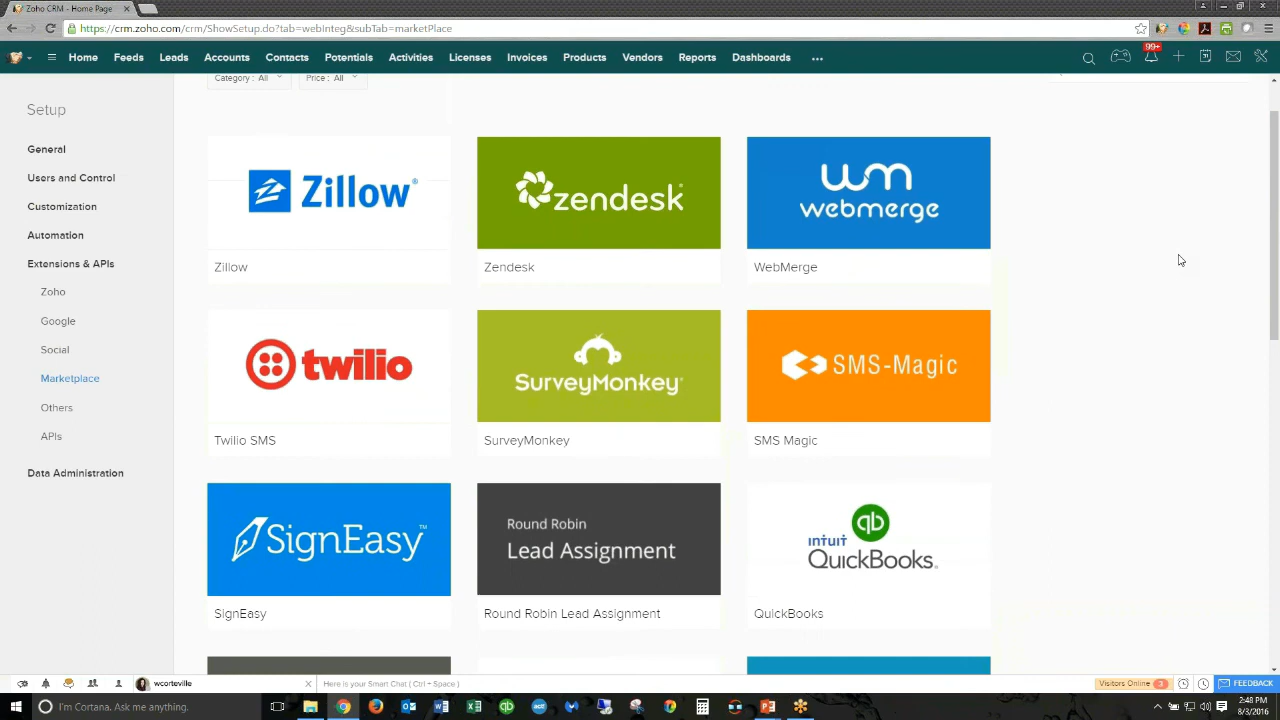 Zoho CRM - Home Page
https://crm.zoho.com/crm/ShowSetup.do?tab=webInteg&subTab=marketPlace
Home Feeds Leads Accounts Contacts Potentials Activities Licenses Invoices Products Vendors Reports Dashboards
99+
Category : All Price : All
Setup
General
Users and Control
Customization
Automation
Extensions & APIs
Zoho
Google
Social
Marketplace
Others
APIs
Data Administration
Zillow®
zendesk
wm
webmerge
Zillow
Zendesk
WebMerge
twilio
SurveyMonkey
SMS-Magic
Twilio SMS
SurveyMonkey
SMS Magic
SignEasy™
Round Robin
Lead Assignment
qb
intuit
QuickBooks
SignEasy
Round Robin Lead Assignment
QuickBooks
wcorteville
Here is your Smart Chat ( Ctrl + Space )
Visitors Online 3
FEEDBACK
I'm Cortana. Ask me anything.
2:48 PM
8/3/2016